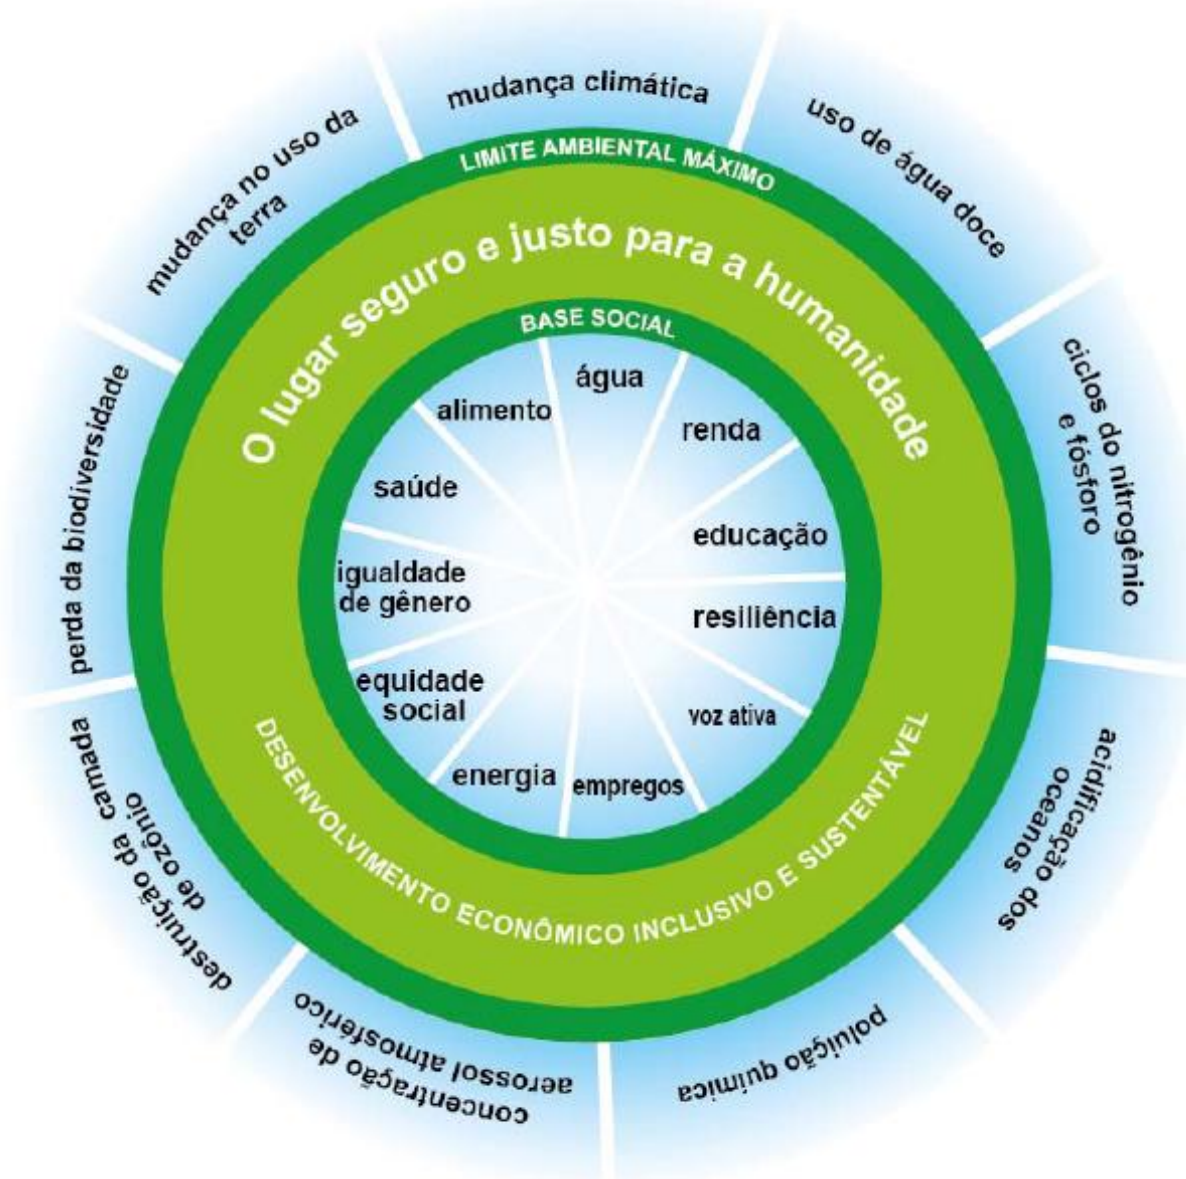 mudança climática
uso de água doce
ciclos do nitrogênio
e fósforo
acidificação dos
oceanos
poluição química
concentração de
aerossol atmosférico
destruição da camada
de ozônio
perda da biodiversidade
mudança no uso da
terra
LIMITE AMBIENTAL MÁXIMO
O lugar seguro e justo para a humanidade
BASE SOCIAL
água
renda
educação
resiliência
voz ativa
empregos
energia
equidade
social
igualdade
de gênero
saúde
alimento
DESENVOLVIMENTO ECONÔMICO INCLUSIVO E SUSTENTÁVEL